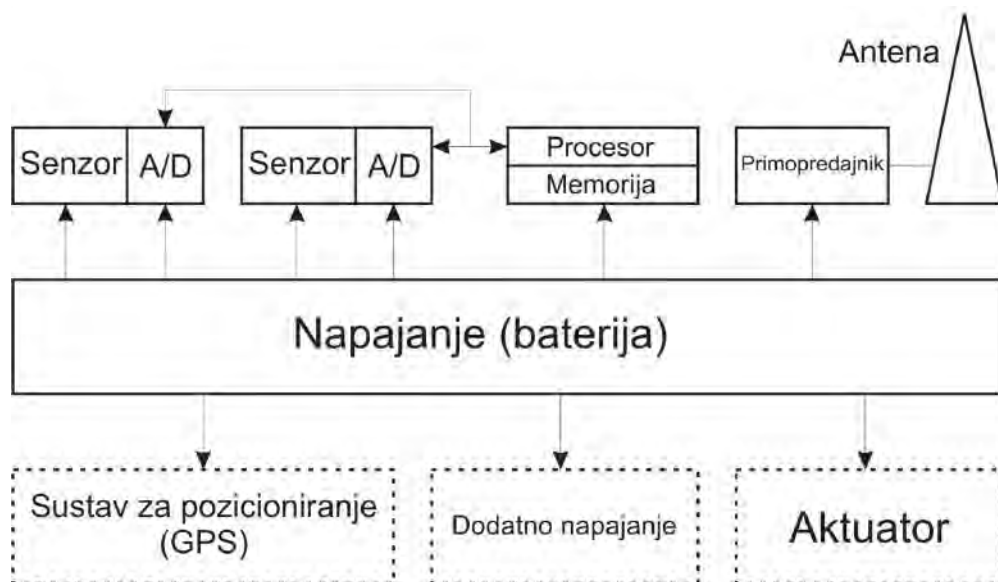 Antena
Senzor A/D
Senzor A/D
Procesor
Memorija
Primopredajnik
Napajanje (baterija)
Sustav za pozicioniranje
(GPS)
Dodatno napajanje
Aktuator